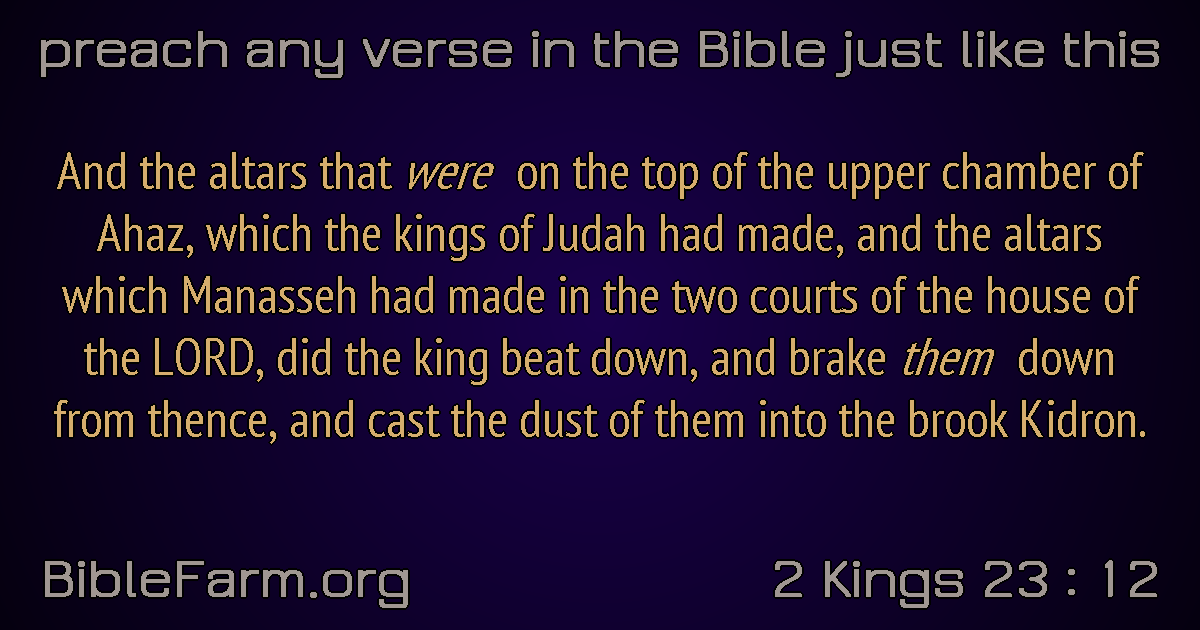 preach any verse in the Bible just like this
And the altars that were on the top of the upper chamber of
Ahaz, which the kings of Judah had made, and the altars
which Manasseh had made in the two courts of the house of
the LORD, did the king beat down, and brake them down
from thence, and cast the dust of them into the brook Kidron.
BibleFarm.org
2 Kings 23 : 12